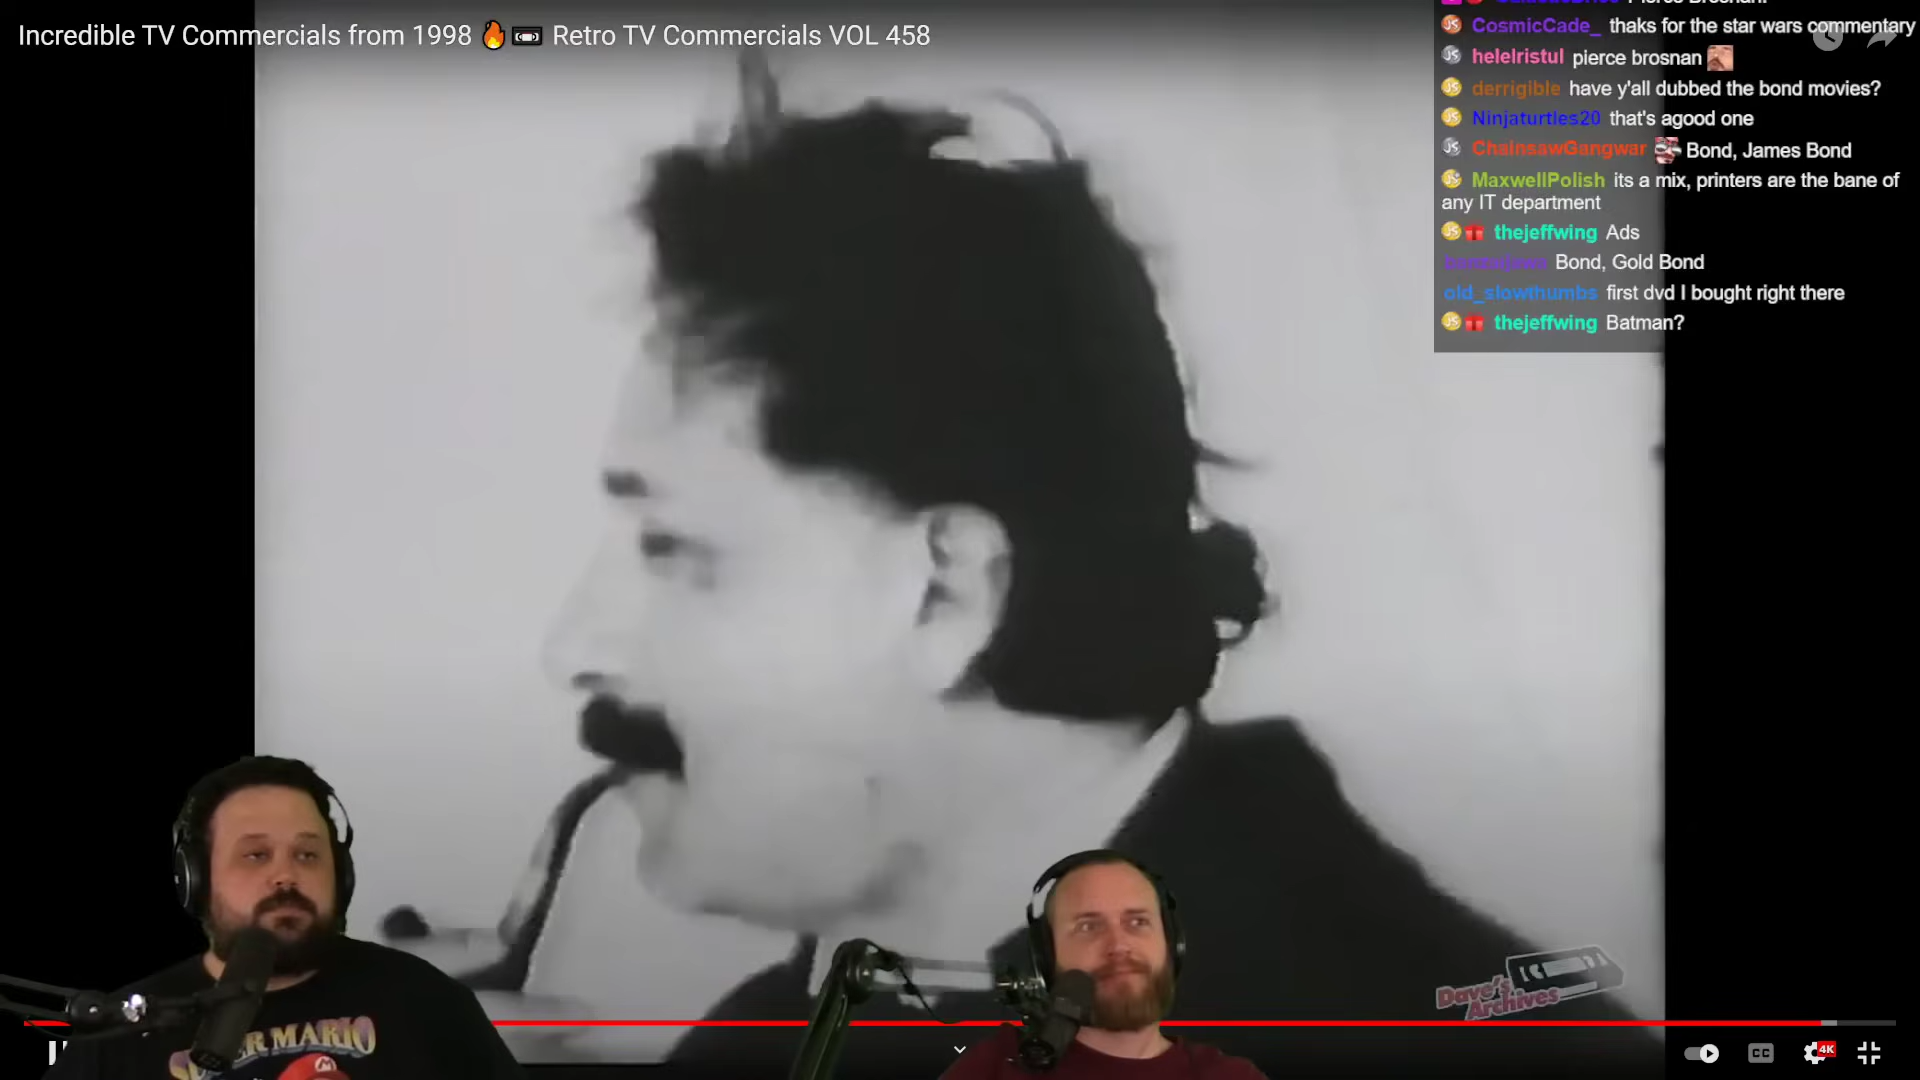 Incredible TV Commercials from 1998 🔥📼 Retro TV Commercials VOL 458
CosmicCade_ thaks for the star wars commentary
helelristul pierce brosnan
derrigible have y'all dubbed the bond movies?
Ninjaturtles20 that's agood one
ChainsawGangwar Bond, James Bond
MaxwellPolish its a mix, printers are the bane of
any IT department
thejeffwing Ads
Bond, Gold Bond
old_slowthumbs first dvd I bought right there
thejeffwing Batman?
Dave's
Archives
MARIO
M
CC
4K